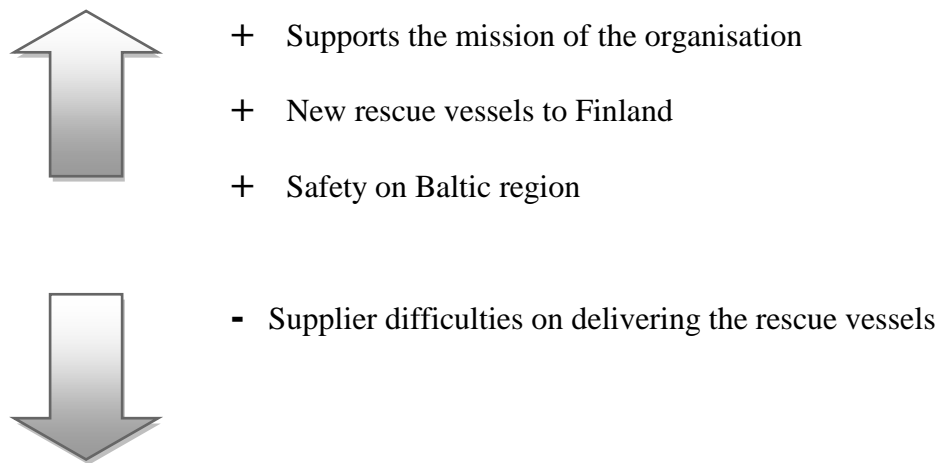 + Supports the mission of the organisation
+ New rescue vessels to Finland
+ Safety on Baltic region
- Supplier difficulties on delivering the rescue vessels